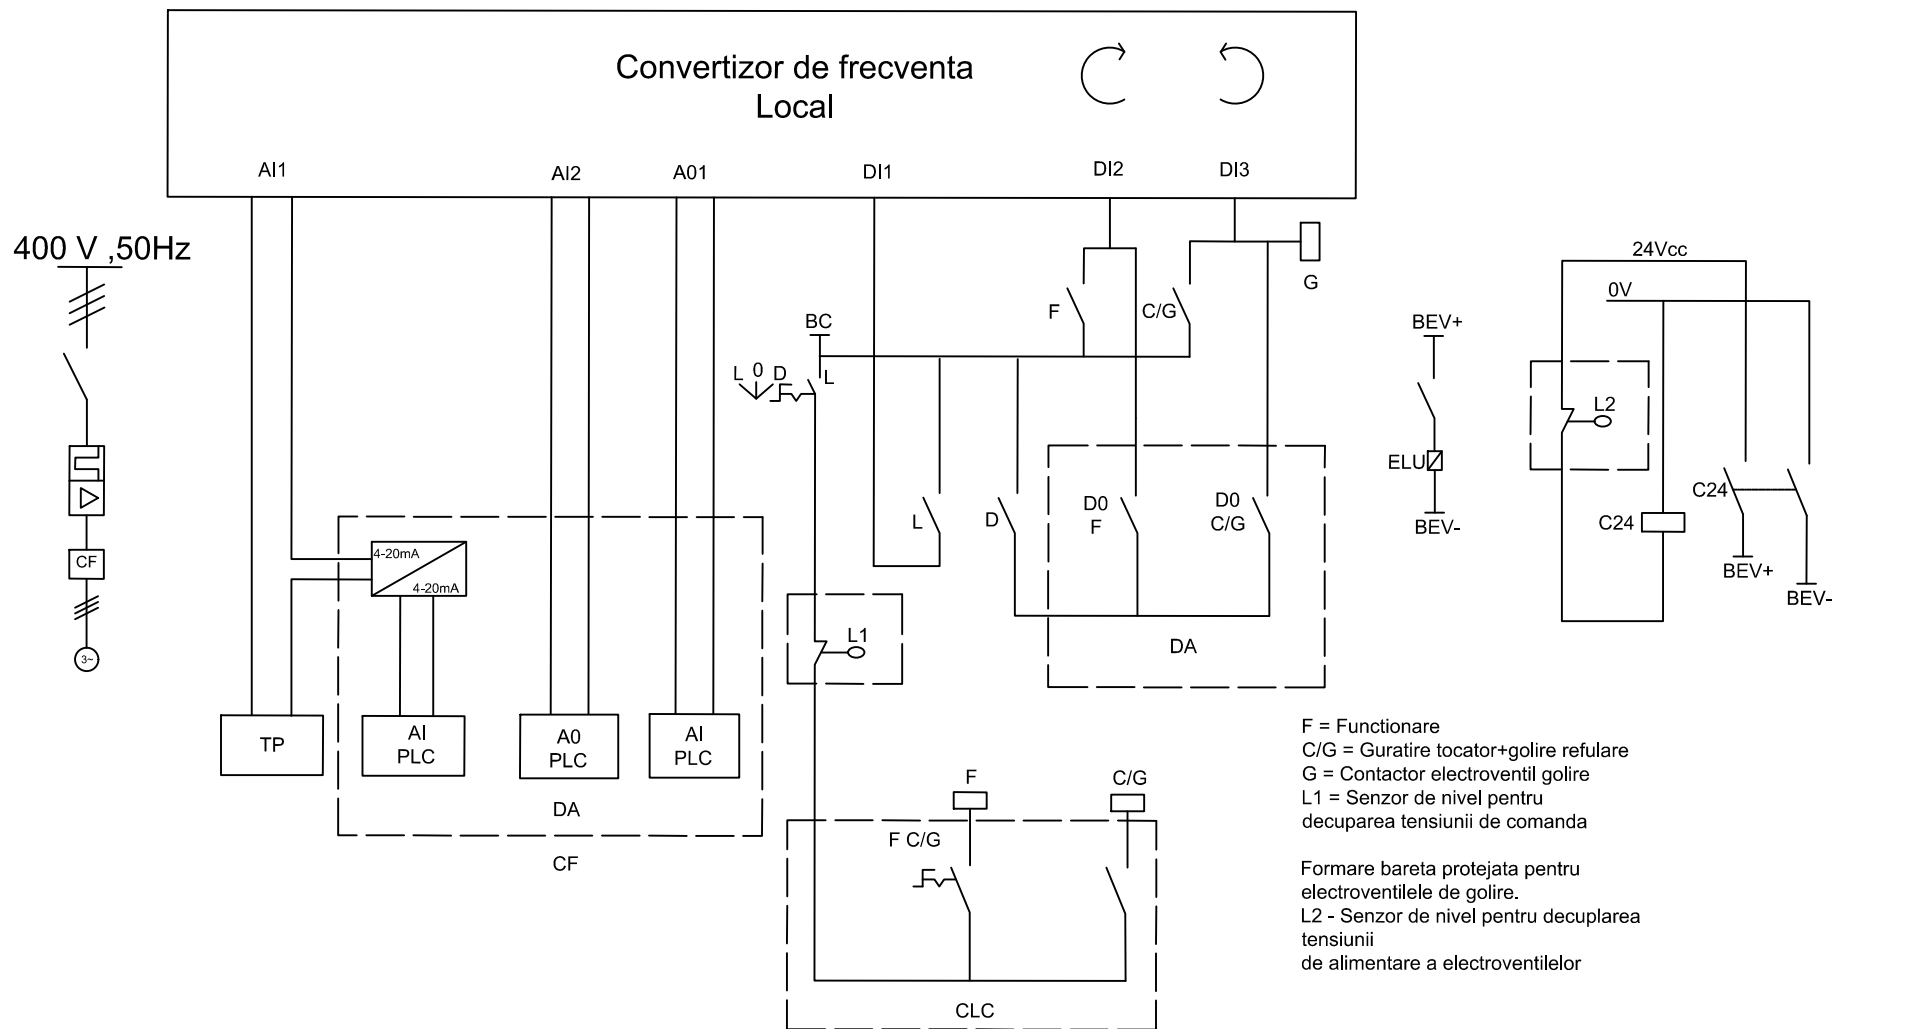 Convertizor de frecventa
Local
AI1
AI2
A01
DI1
DI2
DI3
400 V ,50Hz
CF
3~
4-20mA
4-20mA
TP
AI
PLC
A0
PLC
AI
PLC
DA
CF
BC
L 0 D
L
L1
L
D
F
C/G
G
D0
F
D0
C/G
DA
F
C/G
F C/G
CLC
BEV+
ELU
BEV-
24Vcc
0V
L2
C24
C24
BEV+
BEV-
F = Functionare
C/G = Guratire tocator+golire refulare
G = Contactor electroventil golire
L1 = Senzor de nivel pentru
decuparea tensiunii de comanda
Formare bareta protejata pentru
electroventilele de golire.
L2 - Senzor de nivel pentru decuplarea
tensiunii
de alimentare a electroventilelor